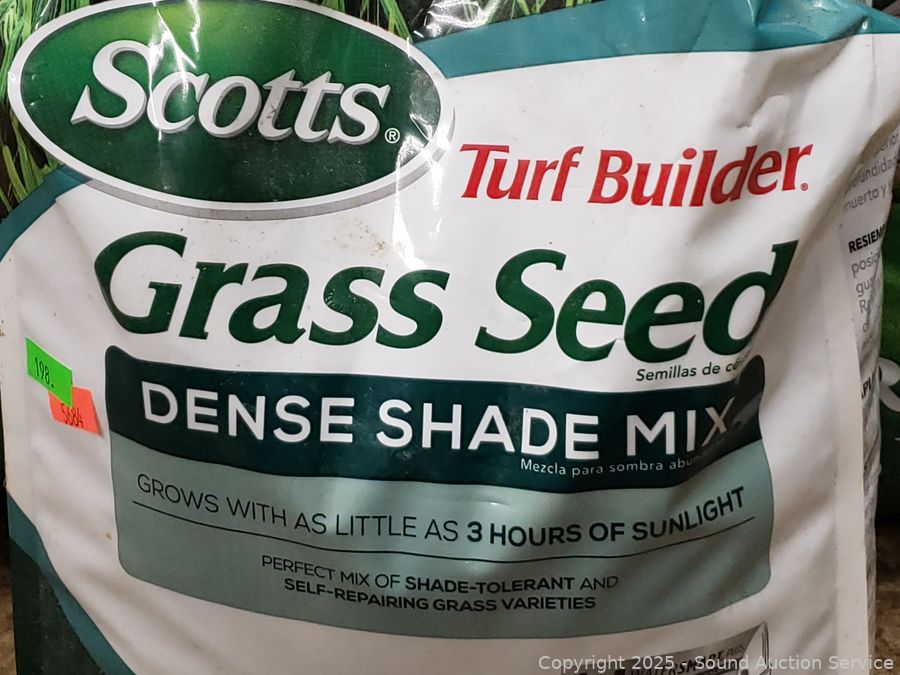 Scotts®
Turf Builder®
Grass Seed
Semillas de
DENSE SHADE MIX
Mezcla para sombra
GROWS WITH AS LITTLE AS 3 HOURS OF SUNLIGHT
PERFECT MIX OF SHADE-TOLERANT AND
SELF-REPAIRING GRASS VARIETIES
198.
5684
muerto y
Copyright 2025 - Sound Auction Service